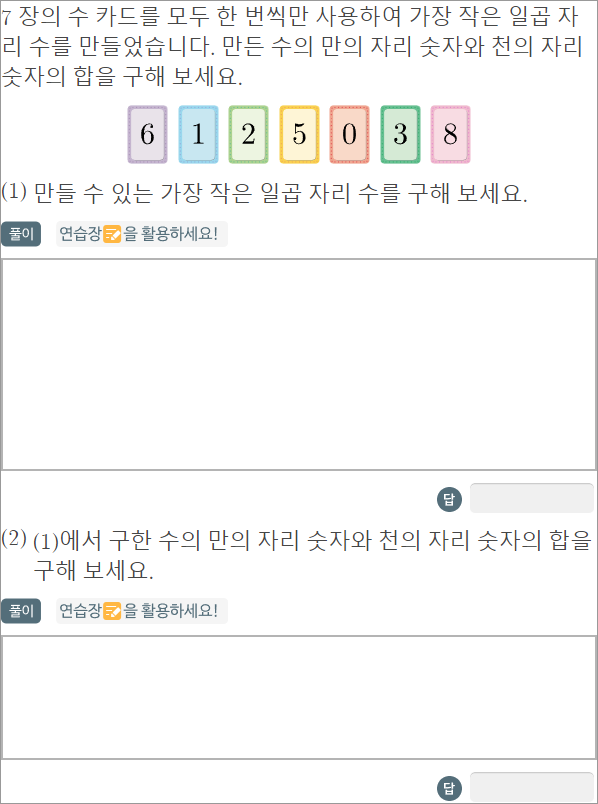 7 장의 수 카드를 모두 한 번씩만 사용하여 가장 작은 일곱 자
리 수를 만들었습니다. 만든 수의 만의 자리 숫자와 천의 자리
숫자의 합을 구해 보세요.
6 1 2 5 0 3 8
(1) 만들 수 있는 가장 작은 일곱 자리 수를 구해 보세요.
풀이 연습장을 활용하세요!
답
(2) (1)에서 구한 수의 만의 자리 숫자와 천의 자리 숫자의 합을
구해 보세요.
풀이 연습장을 활용하세요!
답